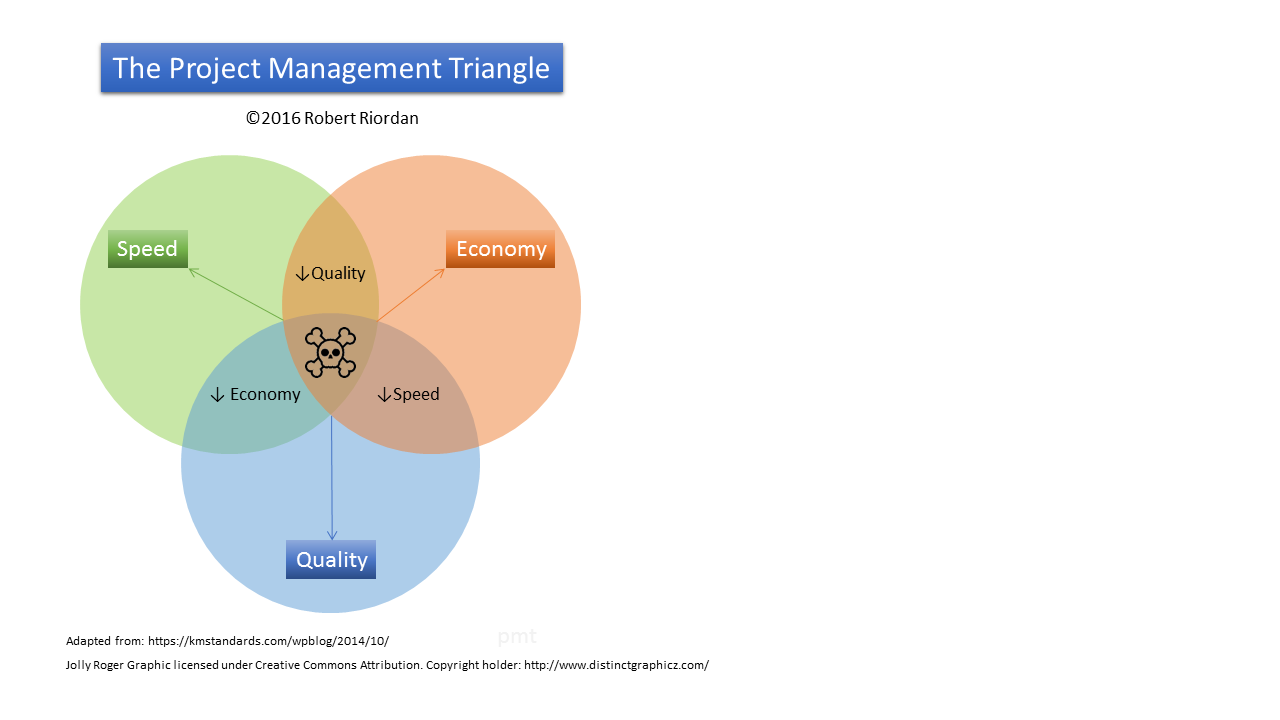 The Project Management Triangle
©2016 Robert Riordan
Speed
Economy
↓Quality
↓ Economy
↓Speed
Quality
pmt
Adapted from: https://kmstandards.com/wpblog/2014/10/
Jolly Roger Graphic licensed under Creative Commons Attribution. Copyright holder: http://www.distinctgraphicz.com/